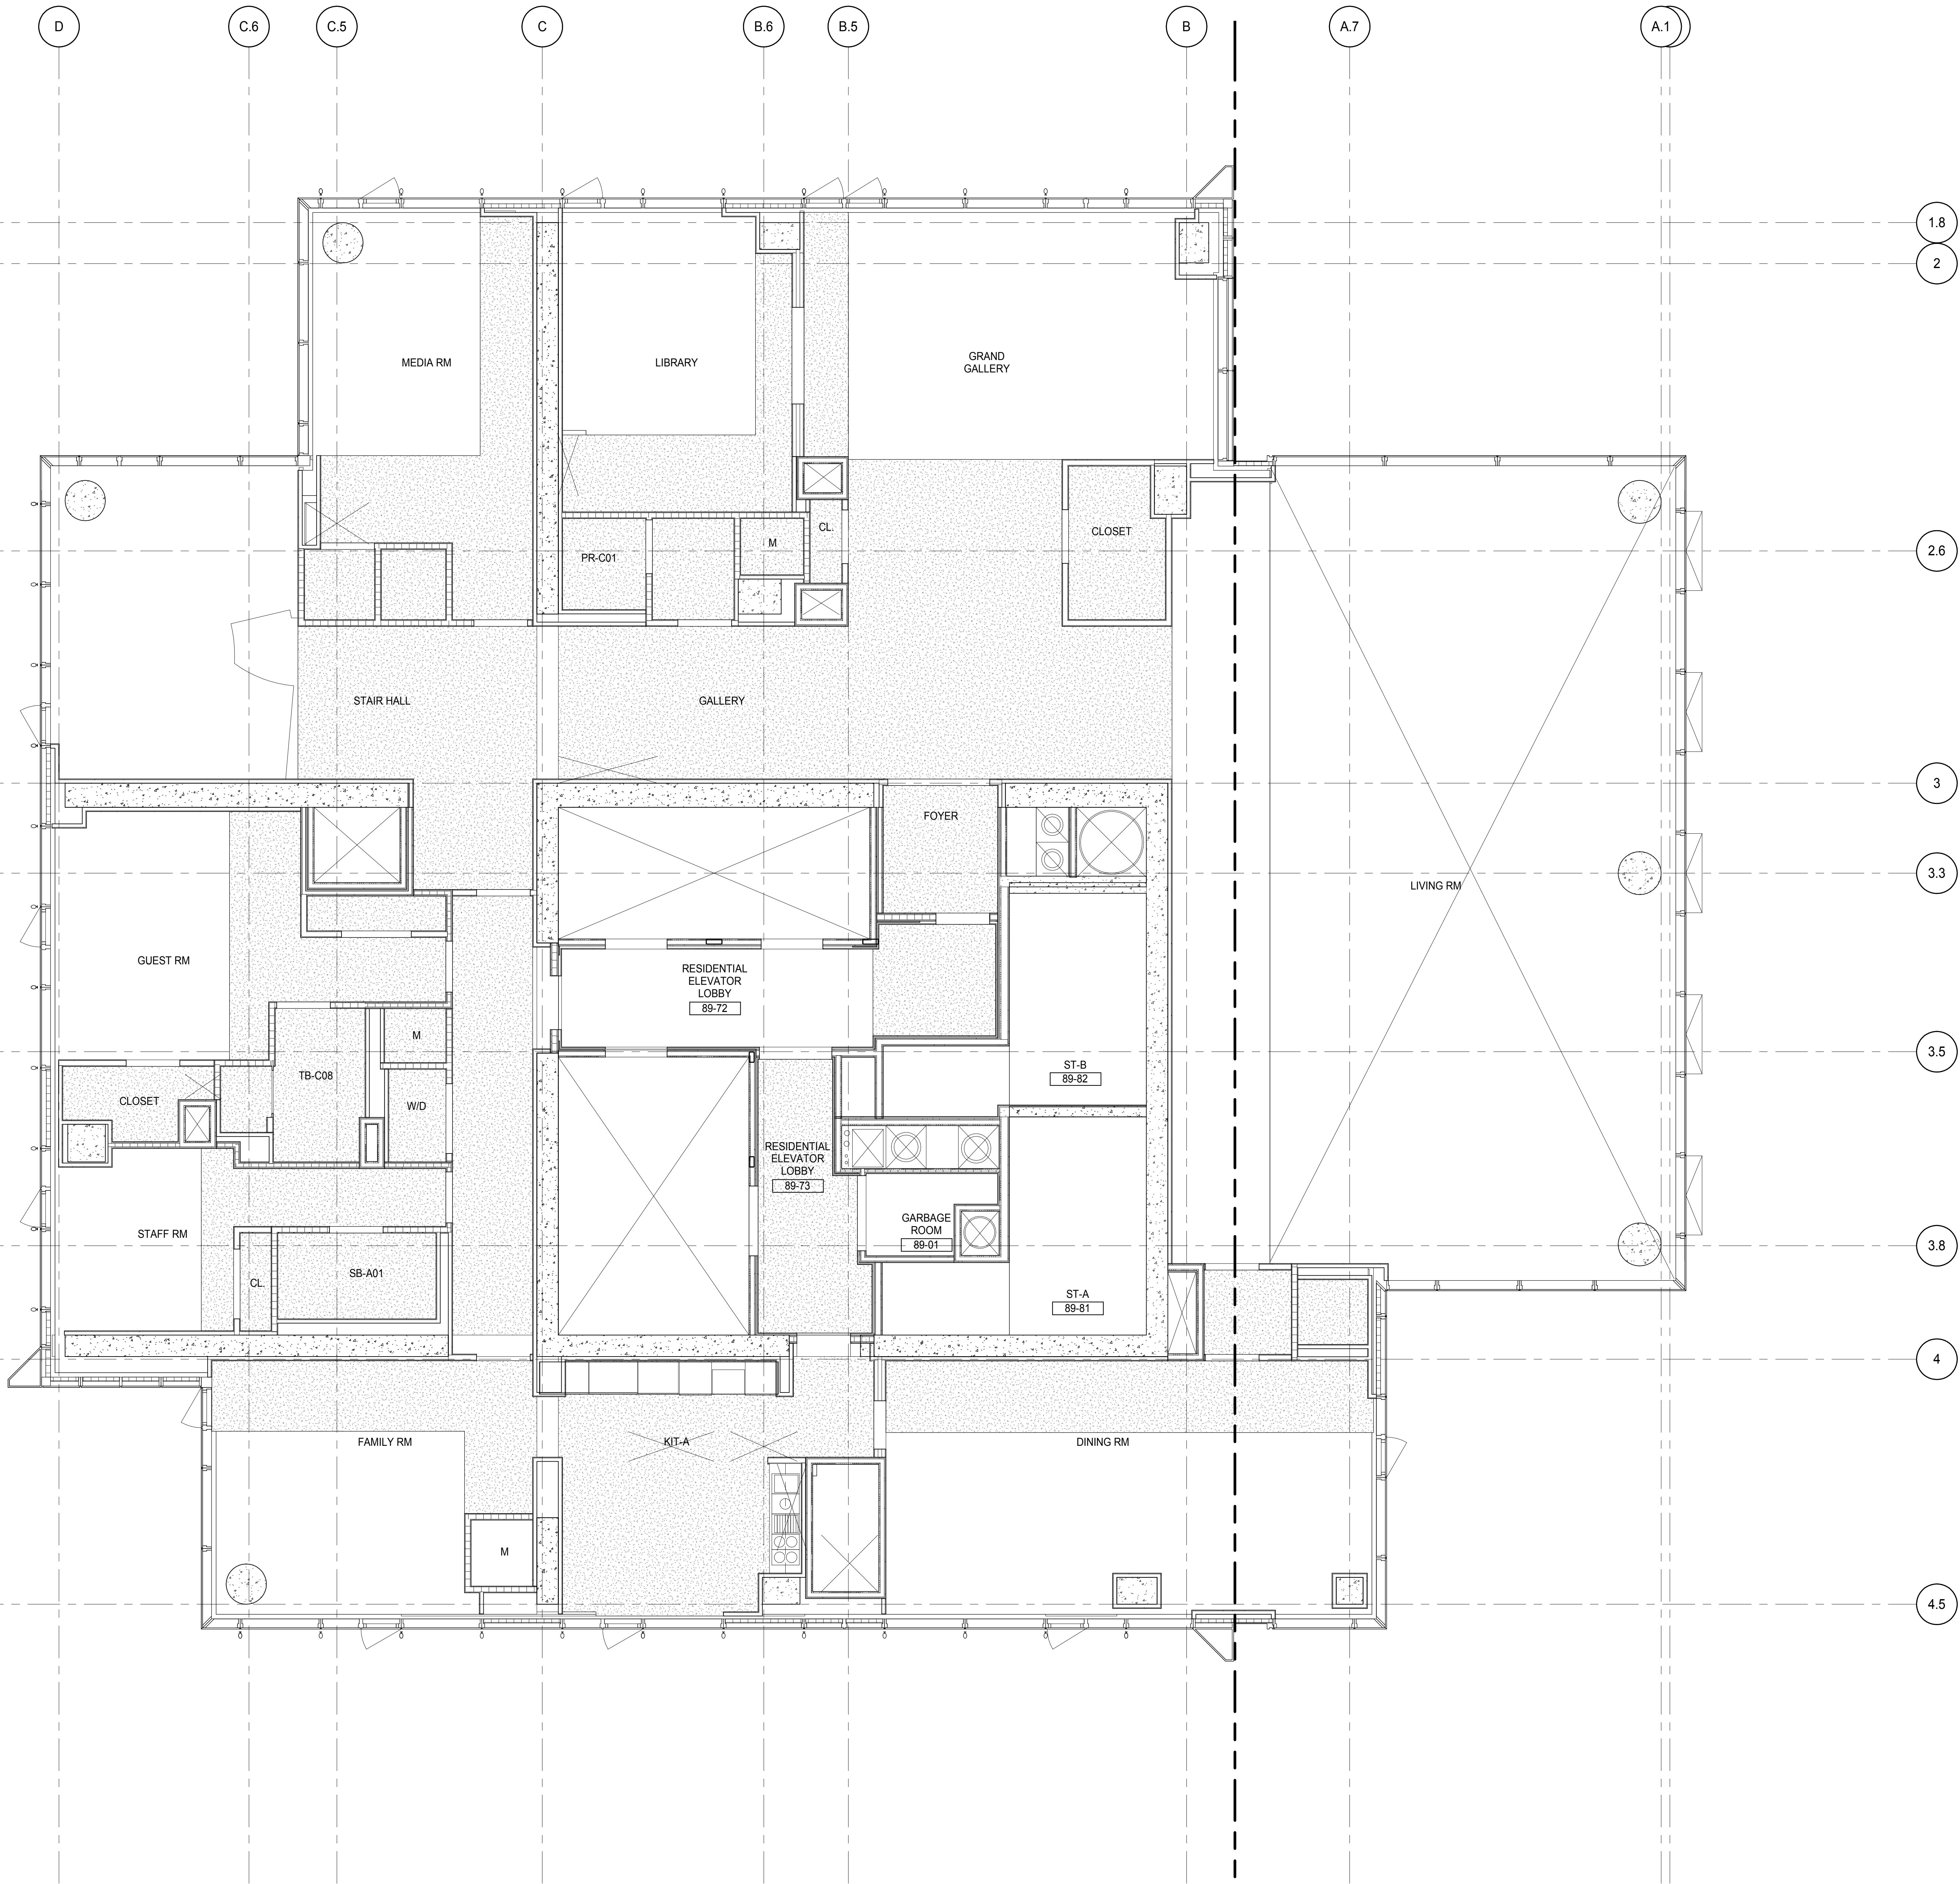 D
C.6
C.5
C
B.6
B.5
B
A.7
A.1
1.8
2
MEDIA RM
LIBRARY
GRAND
GALLERY
CL.
CLOSET
PR-C01
M
2.6
STAIR HALL
GALLERY
3
FOYER
3.3
LIVING RM
GUEST RM
RESIDENTIAL
ELEVATOR
LOBBY
89-72
M
3.5
ST-B
89-82
TB-C08
CLOSET
W/D
RESIDENTIAL
ELEVATOR
LOBBY
89-73
STAFF RM
GARBAGE
ROOM
89-01
3.8
SB-A01
CL.
ST-A
89-81
4
FAMILY RM
KIT-A
DINING RM
M
4.5